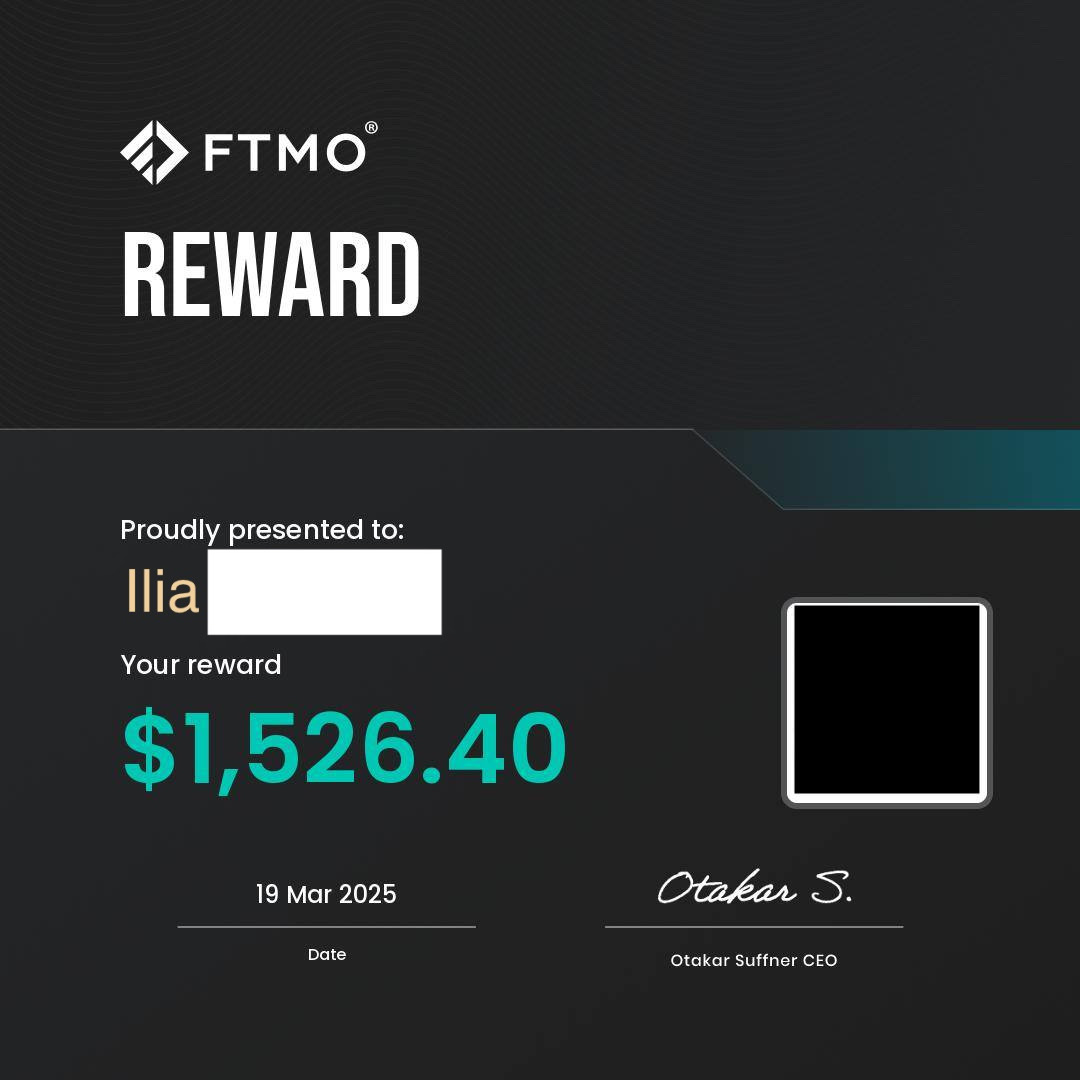 FTMO®
REWARD
Proudly presented to:
Ilia
Your reward
$1,526.40
19 Mar 2025
Date
Otakar S.
Otakar Suffner CEO